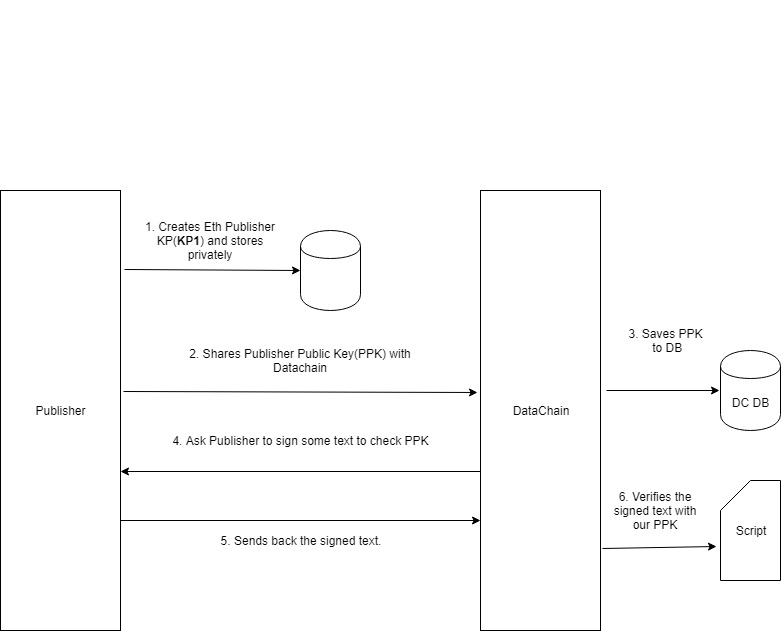 1. Creates Eth Publisher
KP(KP1) and stores
privately
2. Shares Publisher Public Key(PPK) with
Datachain
3. Saves PPK
to DB
Publisher
DataChain
DC DB
4. Ask Publisher to sign some text to check PPK
6. Verifies the
signed text with
our PPK
Script
5. Sends back the signed text.